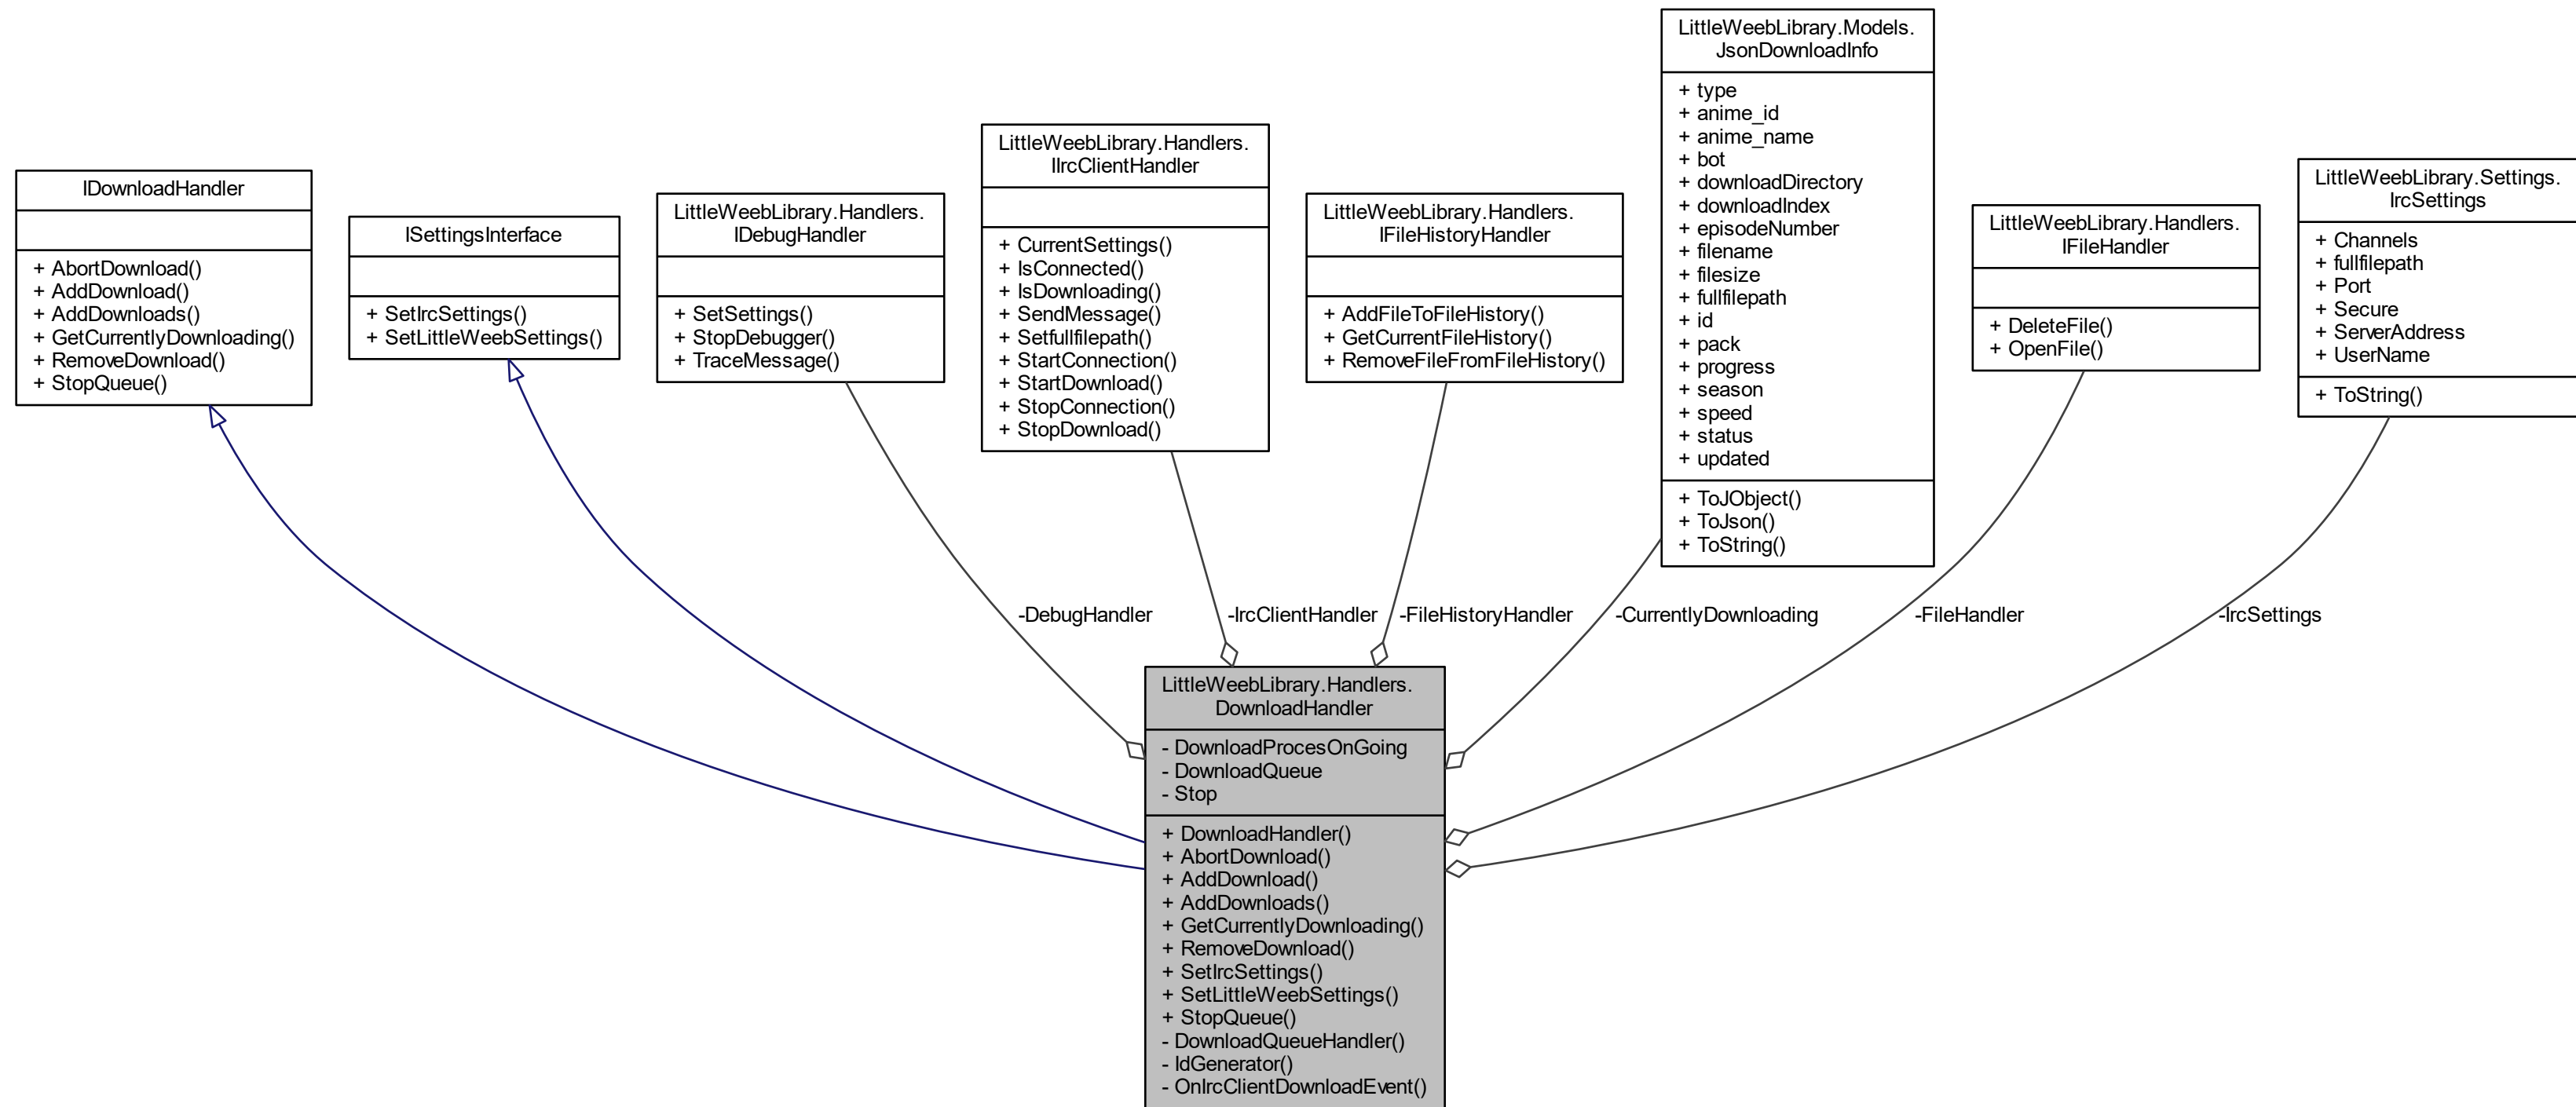 IDownloadHandler
+ AbortDownload()
+ AddDownload()
+ AddDownloads()
+ GetCurrentlyDownloading()
+ RemoveDownload()
+ StopQueue()
ISettingsInterface
+ SetIrcSettings()
+ SetLittleWeebSettings()
LittleWeebLibrary.Handlers.
IDebugHandler
+ SetSettings()
+ StopDebugger()
+ TraceMessage()
LittleWeebLibrary.Handlers.
IIrcClientHandler
+ CurrentSettings()
+ IsConnected()
+ IsDownloading()
+ SendMessage()
+ Setfullfilepath()
+ StartConnection()
+ StartDownload()
+ StopConnection()
+ StopDownload()
LittleWeebLibrary.Handlers.
IFileHistoryHandler
+ AddFileToFileHistory()
+ GetCurrentFileHistory()
+ RemoveFileFromFileHistory()
LittleWeebLibrary.Models.
JsonDownloadInfo
+ type
+ anime_id
+ anime_name
+ bot
+ downloadDirectory
+ downloadIndex
+ episodeNumber
+ filename
+ filesize
+ fullfilepath
+ id
+ pack
+ progress
+ season
+ speed
+ status
+ updated
+ ToJObject()
+ ToJson()
+ ToString()
LittleWeebLibrary.Handlers.
IFileHandler
+ DeleteFile()
+ OpenFile()
LittleWeebLibrary.Settings.
IrcSettings
+ Channels
+ fullfilepath
+ Port
+ Secure
+ ServerAddress
+ UserName
+ ToString()
-DebugHandler
-IrcClientHandler
-FileHistoryHandler
-CurrentlyDownloading
-FileHandler
-IrcSettings
LittleWeebLibrary.Handlers.
DownloadHandler
- DownloadProcesOnGoing
- DownloadQueue
- Stop
+ DownloadHandler()
+ AbortDownload()
+ AddDownload()
+ AddDownloads()
+ GetCurrentlyDownloading()
+ RemoveDownload()
+ SetIrcSettings()
+ SetLittleWeebSettings()
+ StopQueue()
- DownloadQueueHandler()
- IdGenerator()
- OnIrcClientDownloadEvent()